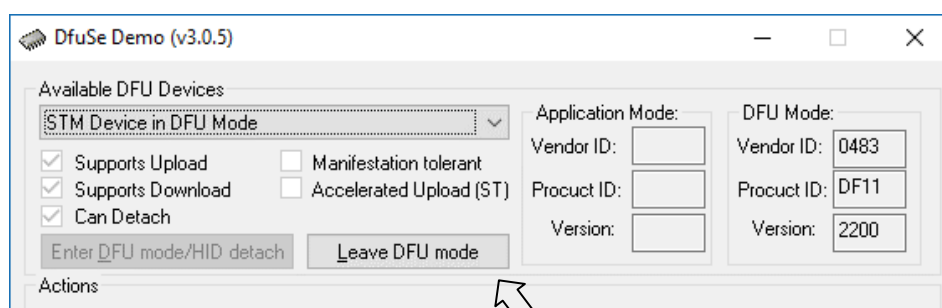 DfuSe Demo (v3.0.5)
Available DFU Devices
STM Device in DFU Mode
Supports Upload
Manifestation tolerant
Supports Download
Accelerated Upload (ST)
Can Detach
Enter DFU mode/HID detach
Leave DFU mode
Application Mode:
Vendor ID:
Procuct ID:
Version:
DFU Mode:
Vendor ID: 0483
Procuct ID: DF11
Version: 2200
Actions